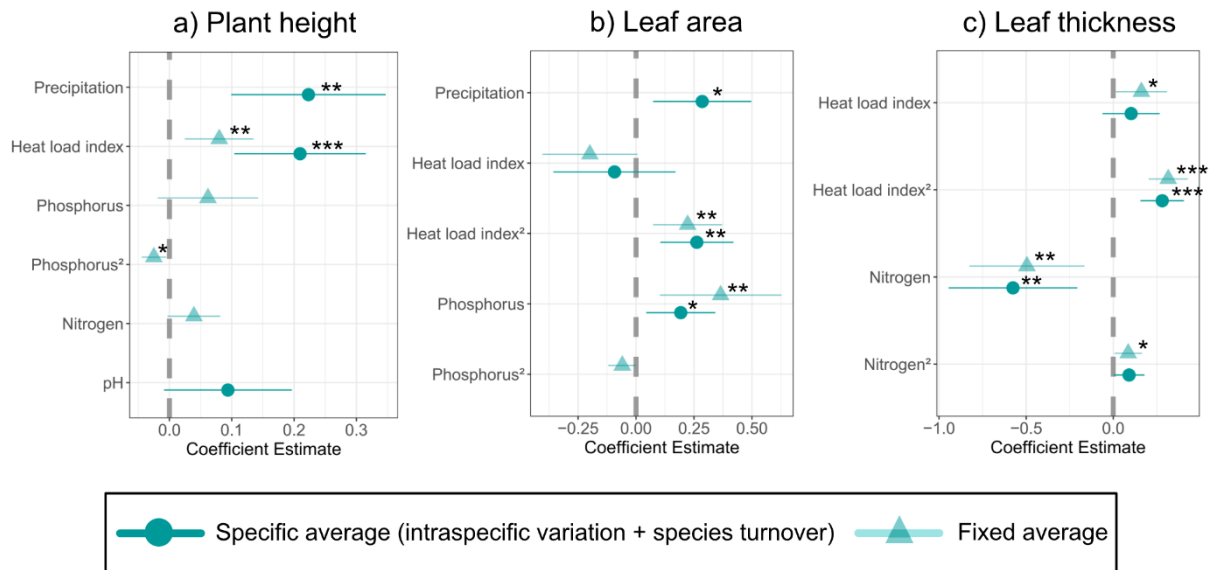 a) Plant height
Precipitation
**
Heat load index
**
***
Phosphorus
Phosphorus²
*
Nitrogen
pH
0.0 0.1 0.2 0.3
Coefficient Estimate
b) Leaf area
Precipitation
*
Heat load index
Heat load index²
**
**
Phosphorus
**
*
Phosphorus²
−0.25 0.00 0.25 0.50
Coefficient Estimate
c) Leaf thickness
Heat load index
*
Heat load index²
***
***
Nitrogen
**
**
Nitrogen²
*
−1.0 −0.5 0.0
Coefficient Estimate
Specific average (intraspecific variation + species turnover) Fixed average